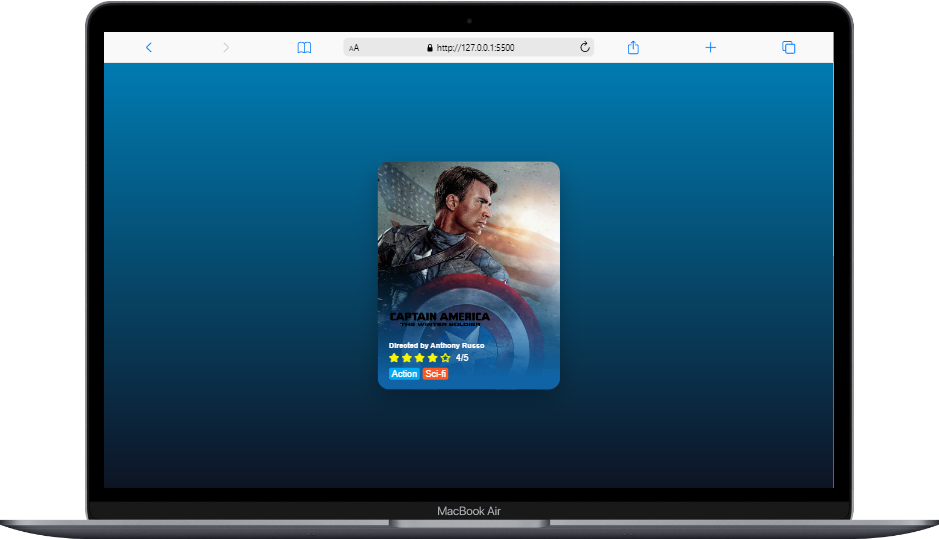 AA
http://127.0.0.1:5500
CAPTAIN AMERICA
THE WINTER SOLDIER
Directed by Anthony Russo
4/5
Action Sci-fi
MacBook Air